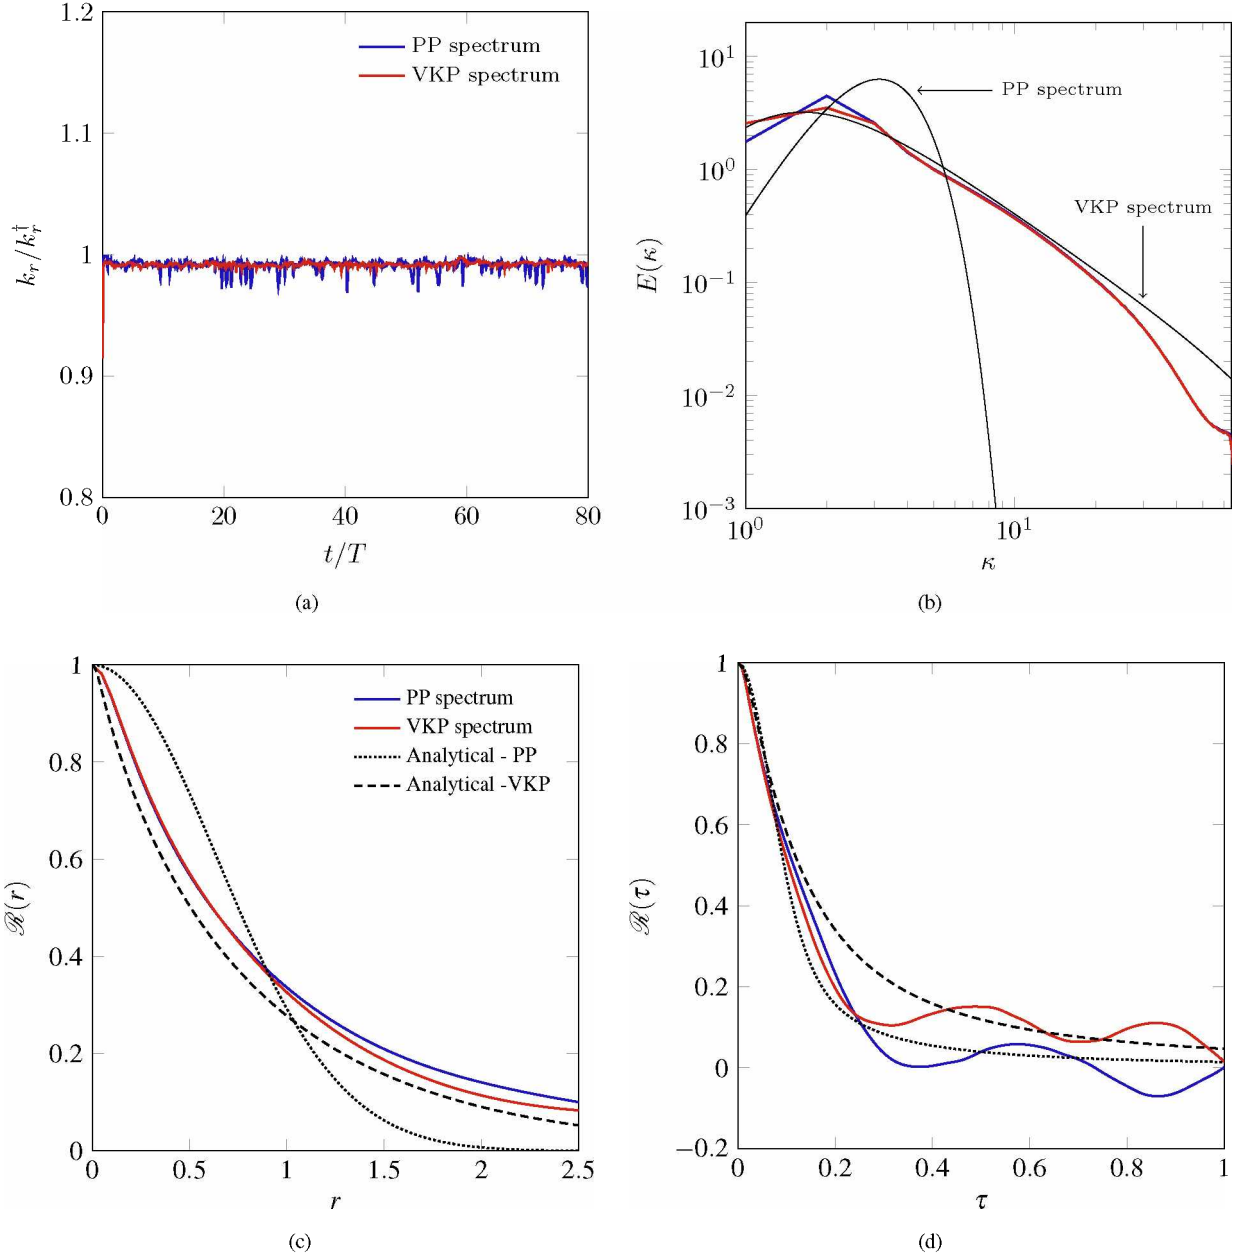 1.2
PP spectrum
VKP spectrum
1.1
1
0.9
0.8
k_r/k_r^†
0 20 40 60 80
t/T
(a)
10^1
PP spectrum
10^0
VKP spectrum
10^−1
10^−2
10^−3
E(κ)
10^0 10^1
κ
(b)
1
PP spectrum
VKP spectrum
Analytical - PP
Analytical -VKP
0.8
0.6
0.4
0.2
0
ℛ(r)
0 0.5 1 1.5 2 2.5
r
(c)
1
0.8
0.6
0.4
0.2
0
−0.2
ℛ(τ)
0 0.2 0.4 0.6 0.8 1
τ
(d)